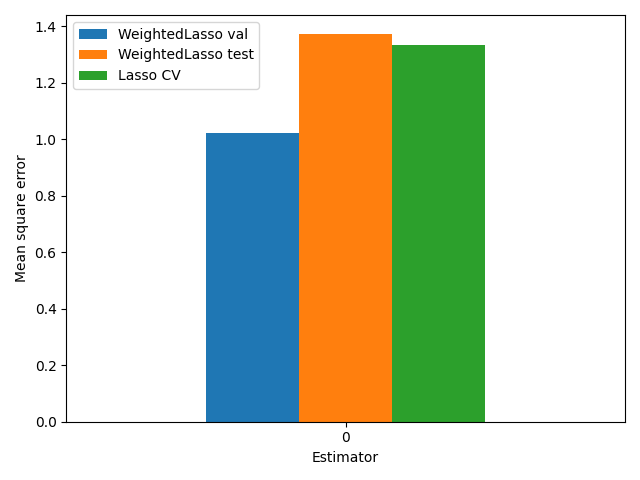 WeightedLasso val
WeightedLasso test
Lasso CV
1.4
1.2
1.0
0.8
0.6
0.4
0.2
0.0
Mean square error
0
Estimator